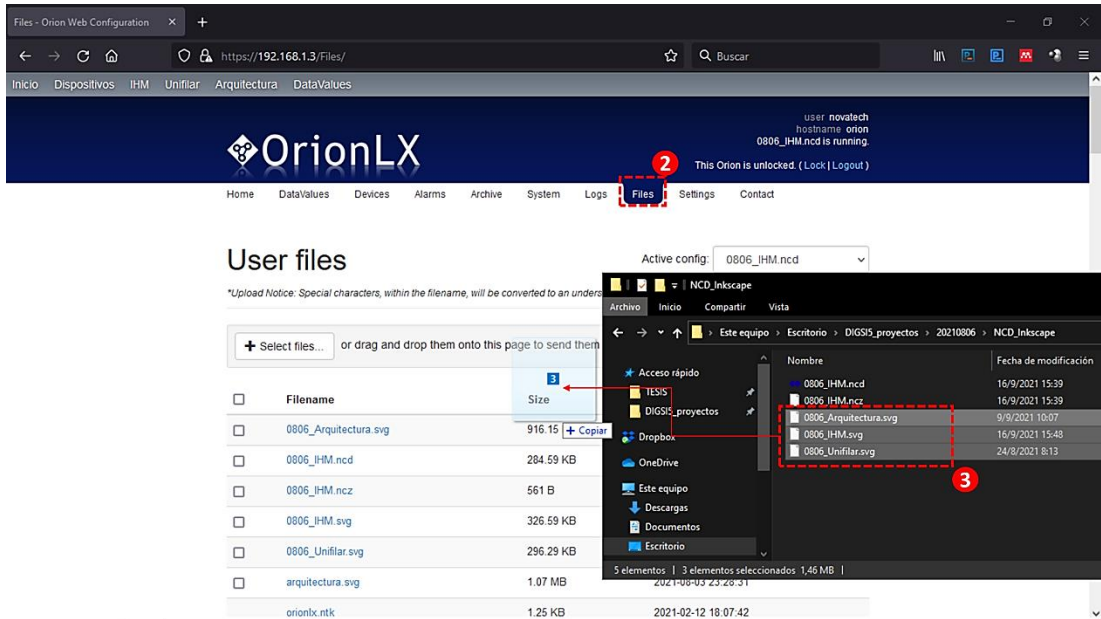 Files - Orion Web Configuration
https://192.168.1.3/Files/
Buscar
Inicio Dispositivos IHM Unifilar Arquitectura DataValues
OrionLX
user novatech
hostname orion
0806_IHM.ncd is running.
This Orion is unlocked. ( Lock | Logout )
2
Home DataValues Devices Alarms Archive System Logs Files Settings Contact
User files
Active config: 0806_IHM.ncd
*Upload Notice: Special characters, within the filename, will be converted to an unders
Select files... or drag and drop them onto this page to send them
Filename Size
0806_Arquitectura.svg 916.15
0806_IHM.ncd 284.59 KB
0806_IHM.ncz 561 B
0806_IHM.svg 326.59 KB
0806_Unifilar.svg 296.29 KB
arquitectura.svg 1.07 MB 2021-08-03 23:28:31
orionlx.ntk 1.25 KB 2021-02-12 18:07:42
3
+ Copiar
NCD_Inkscape
Archivo Inicio Compartir Vista
Este equipo > Escritorio > DIGSI5_proyectos > 20210806 > NCD_Inkscape
Acceso rápido
TESIS
DIGSI5_proyectos
Dropbox
OneDrive
Este equipo
Descargas
Documentos
Escritorio
Nombre Fecha de modificación
0806_IHM.ncd 16/9/2021 15:39
0806_IHM.ncz 16/9/2021 15:39
0806_Arquitectura.svg 9/9/2021 10:07
0806_IHM.svg 16/9/2021 15:48
0806_Unifilar.svg 24/8/2021 8:13
3
5 elementos | 3 elementos seleccionados 1,46 MB |